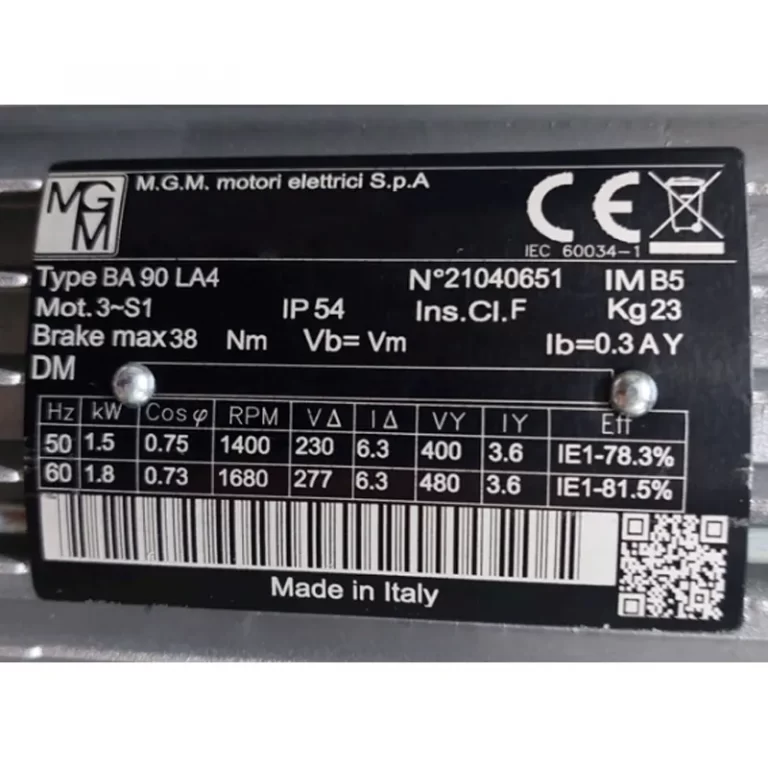 MGM
M.G.M. motori elettrici S.p.A
CE
IEC 60034-1
Type BA 90 LA4 N°21040651 IM B5
Mot.3~S1 IP 54 Ins.Cl.F Kg 23
Brake max 38 Nm Vb= Vm Ib=0.3 A Y
DM
Hz kW Cos φ RPM V Δ I Δ VY IY Eff
50 1.5 0.75 1400 230 6.3 400 3.6 IE1-78.3%
60 1.8 0.73 1680 277 6.3 480 3.6 IE1-81.5%
Made in Italy